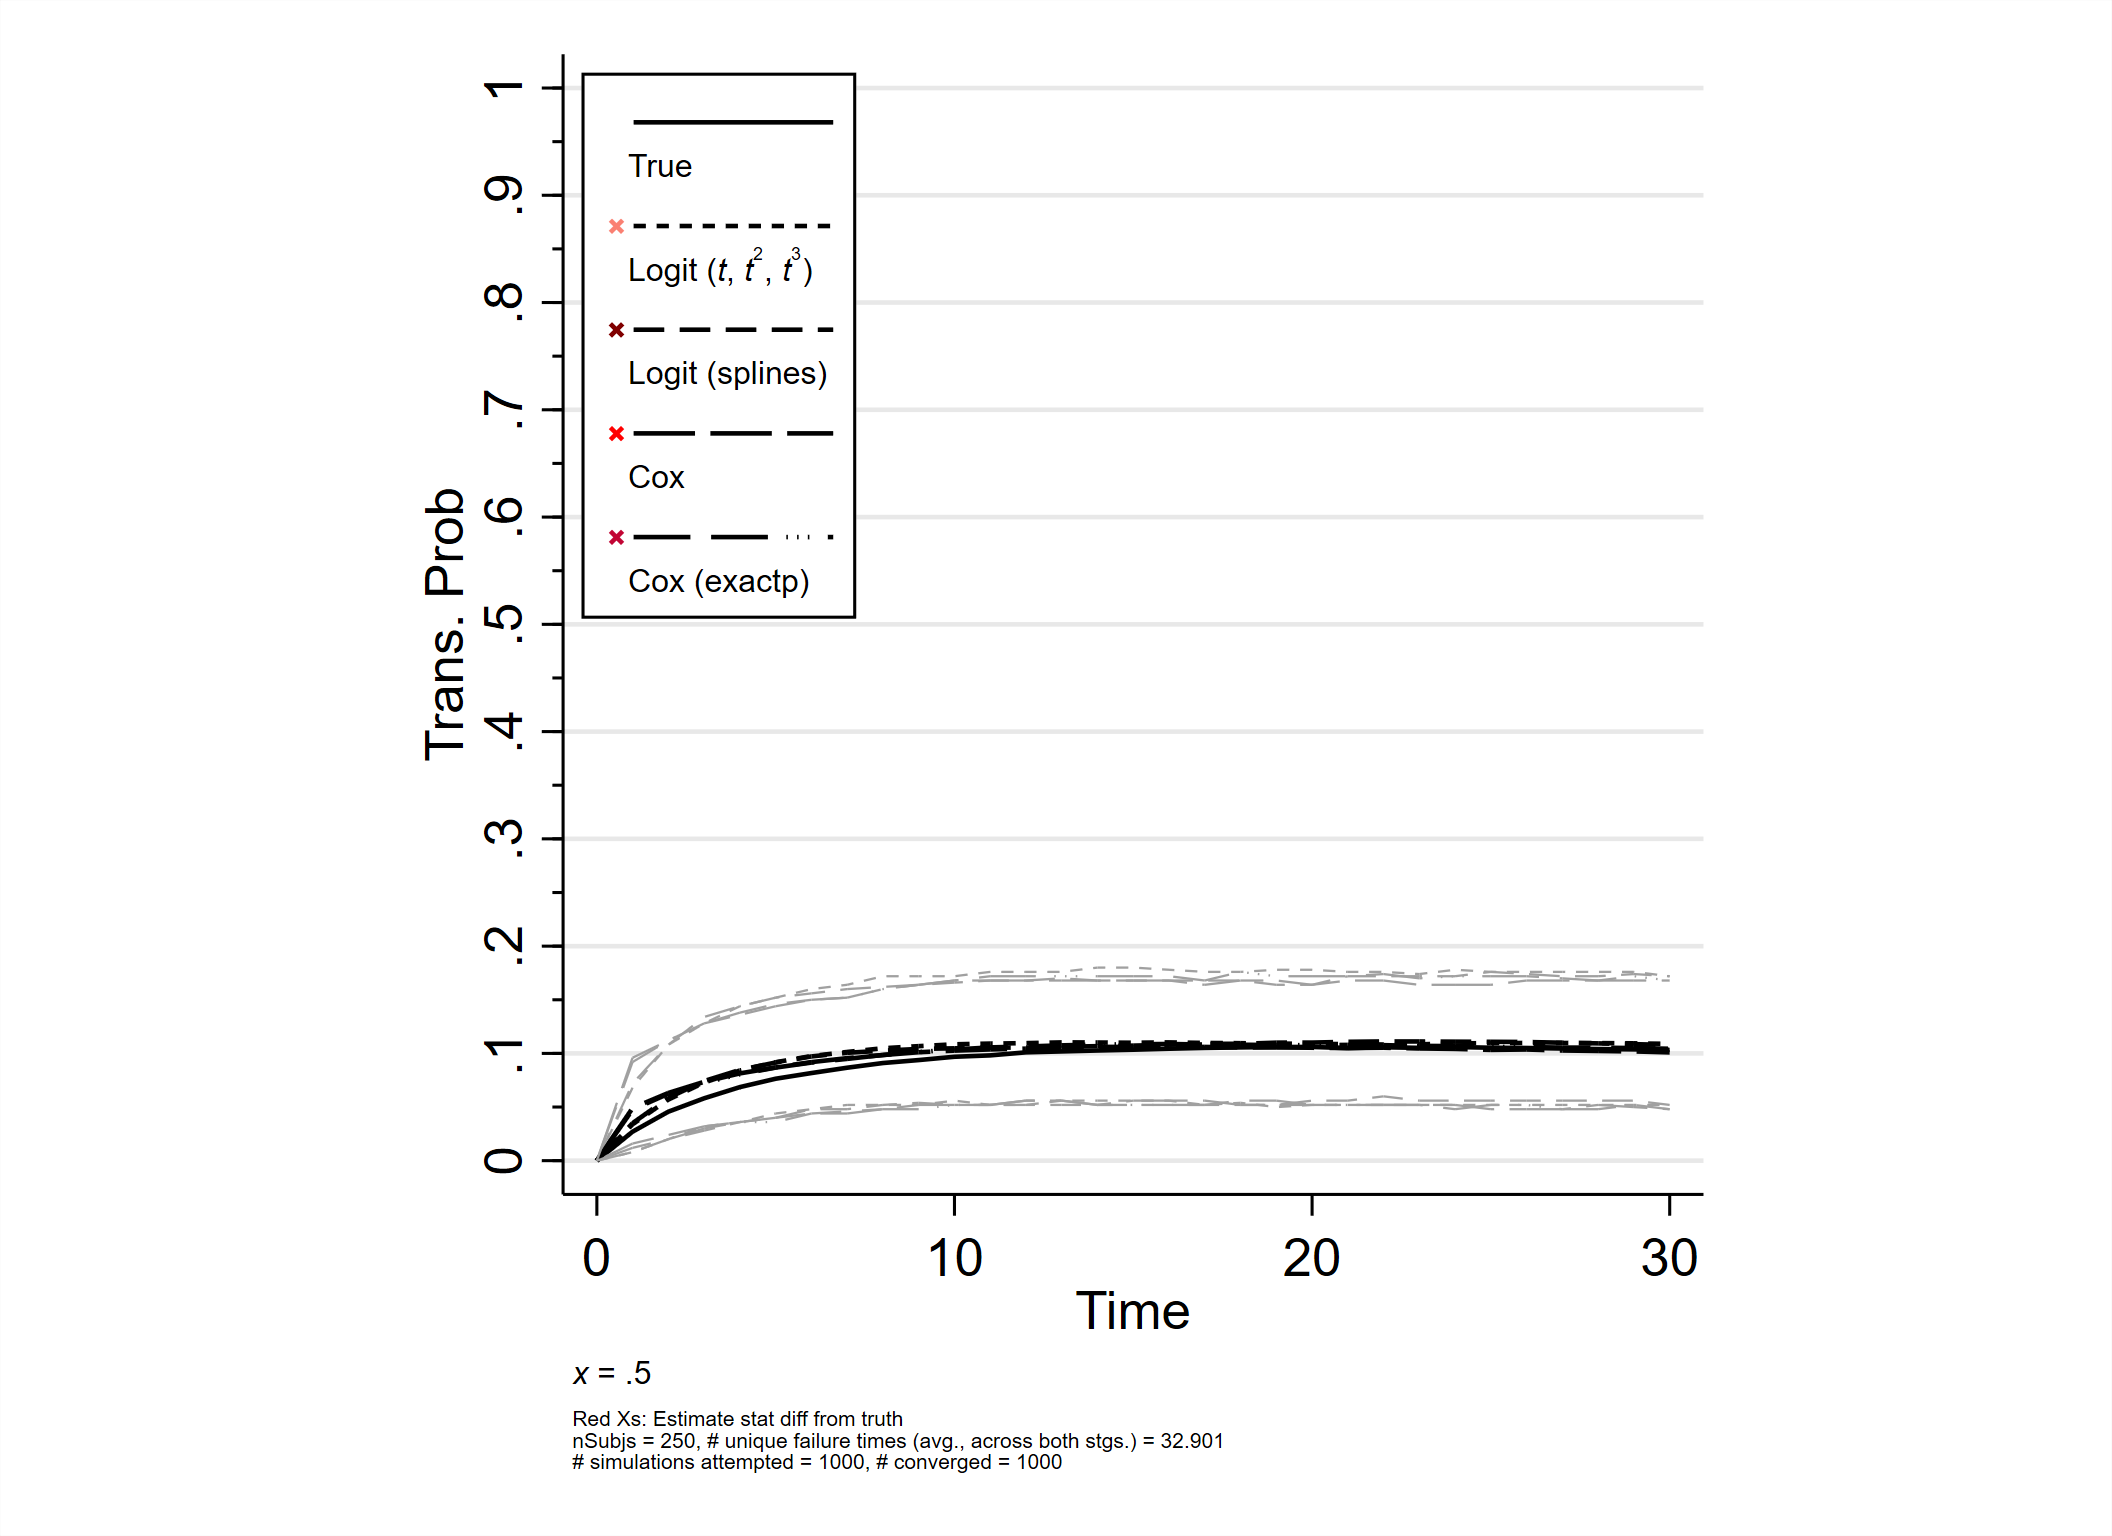 1
.9
.8
.7
.6
.5
.4
.3
.2
.1
0
Trans. Prob
True
Logit (t, t², t³)
Logit (splines)
Cox
Cox (exactp)
0 10 20 30
Time
x = .5
Red Xs: Estimate stat diff from truth
nSubjs = 250, # unique failure times (avg., across both stgs.) = 32.901
# simulations attempted = 1000, # converged = 1000